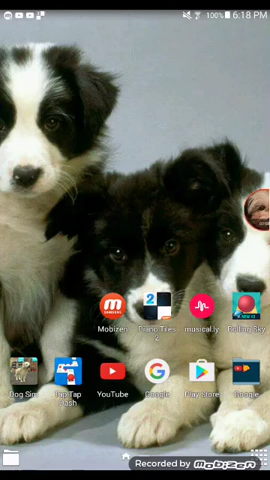 100% 6:18 PM
Mobizen Piano Tiles 2 musical.ly Rolling Sky
Dog Sim Tap Tap Dash YouTube Google Play Store Google
Recorded by Mobizen